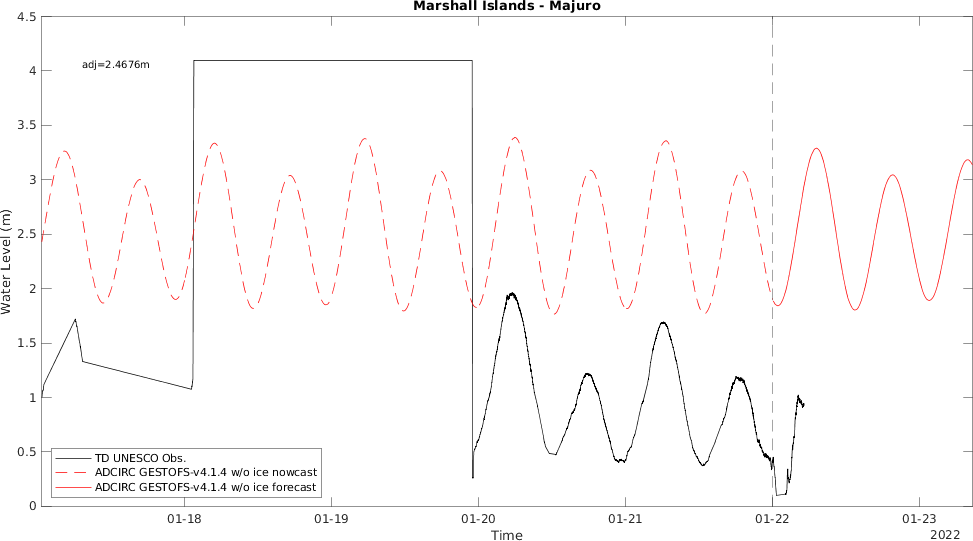 Marshall Islands - Majuro
4.5
4
3.5
3
2.5
2
1.5
1
0.5
0
Water Level (m)
adj=2.4676m
TD UNESCO Obs.
ADCIRC GESTOFS-v4.1.4 w/o ice nowcast
ADCIRC GESTOFS-v4.1.4 w/o ice forecast
01-18
01-19
01-20
01-21
01-22
01-23
Time
2022